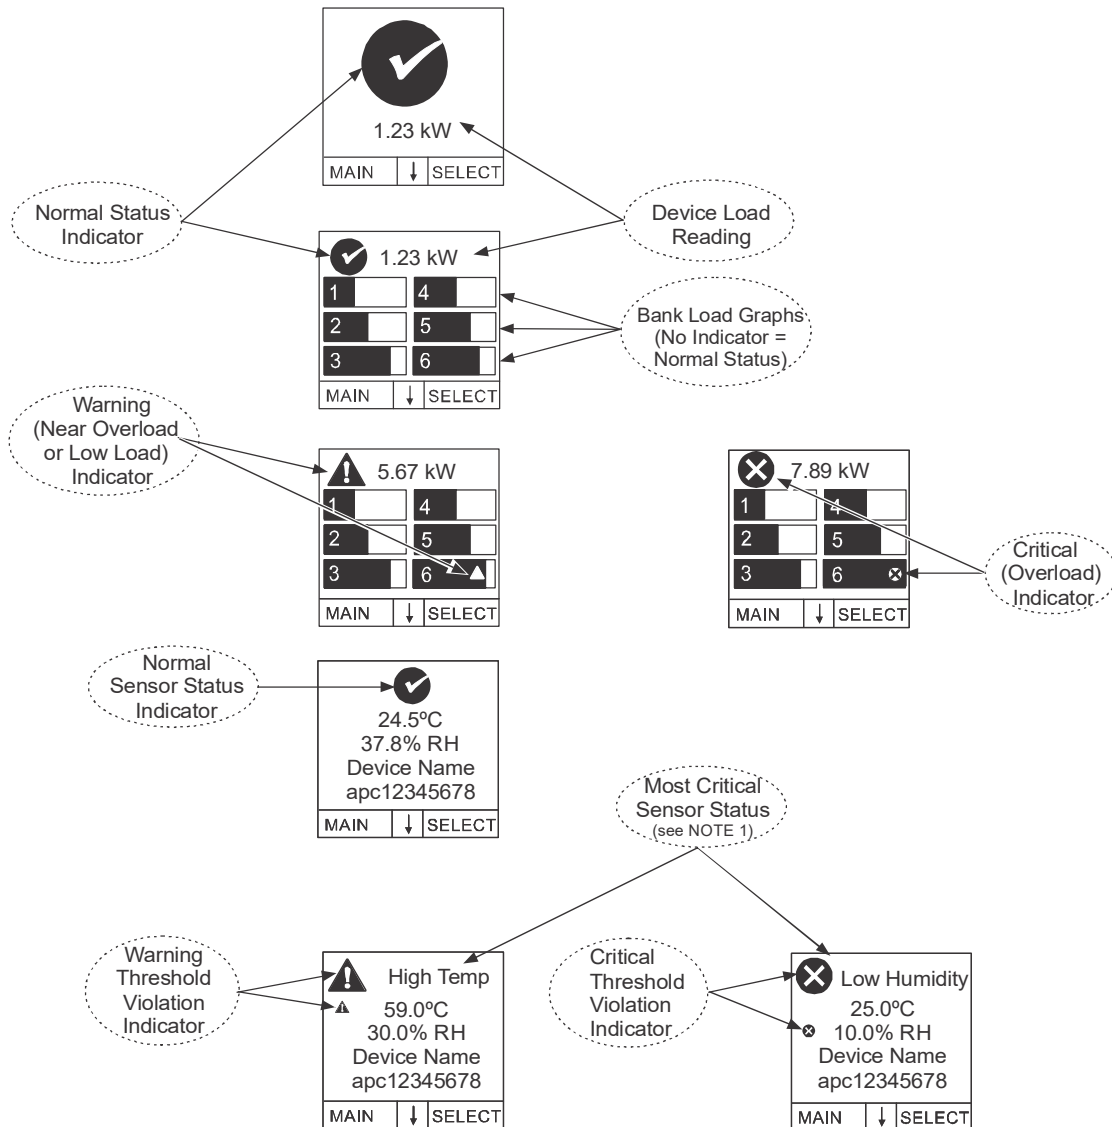 1.23 kW
MAIN ↓ SELECT
Normal Status
Indicator
Device Load
Reading
1.23 kW
1 4
2 5
3 6
MAIN ↓ SELECT
Bank Load Graphs
(No Indicator =
Normal Status)
Warning
(Near Overload
or Low Load)
Indicator
5.67 kW
1 4
2 5
3 6
MAIN ↓ SELECT
7.89 kW
1 4
2 5
3 6
MAIN ↓ SELECT
Critical
(Overload)
Indicator
Normal
Sensor Status
Indicator
24.5ºC
37.8% RH
Device Name
apc12345678
MAIN ↓ SELECT
Most Critical
Sensor Status
(see NOTE 1)
Warning
Threshold
Violation
Indicator
High Temp
59.0ºC
30.0% RH
Device Name
apc12345678
MAIN ↓ SELECT
Critical
Threshold
Violation
Indicator
Low Humidity
25.0ºC
10.0% RH
Device Name
apc12345678
MAIN ↓ SELECT